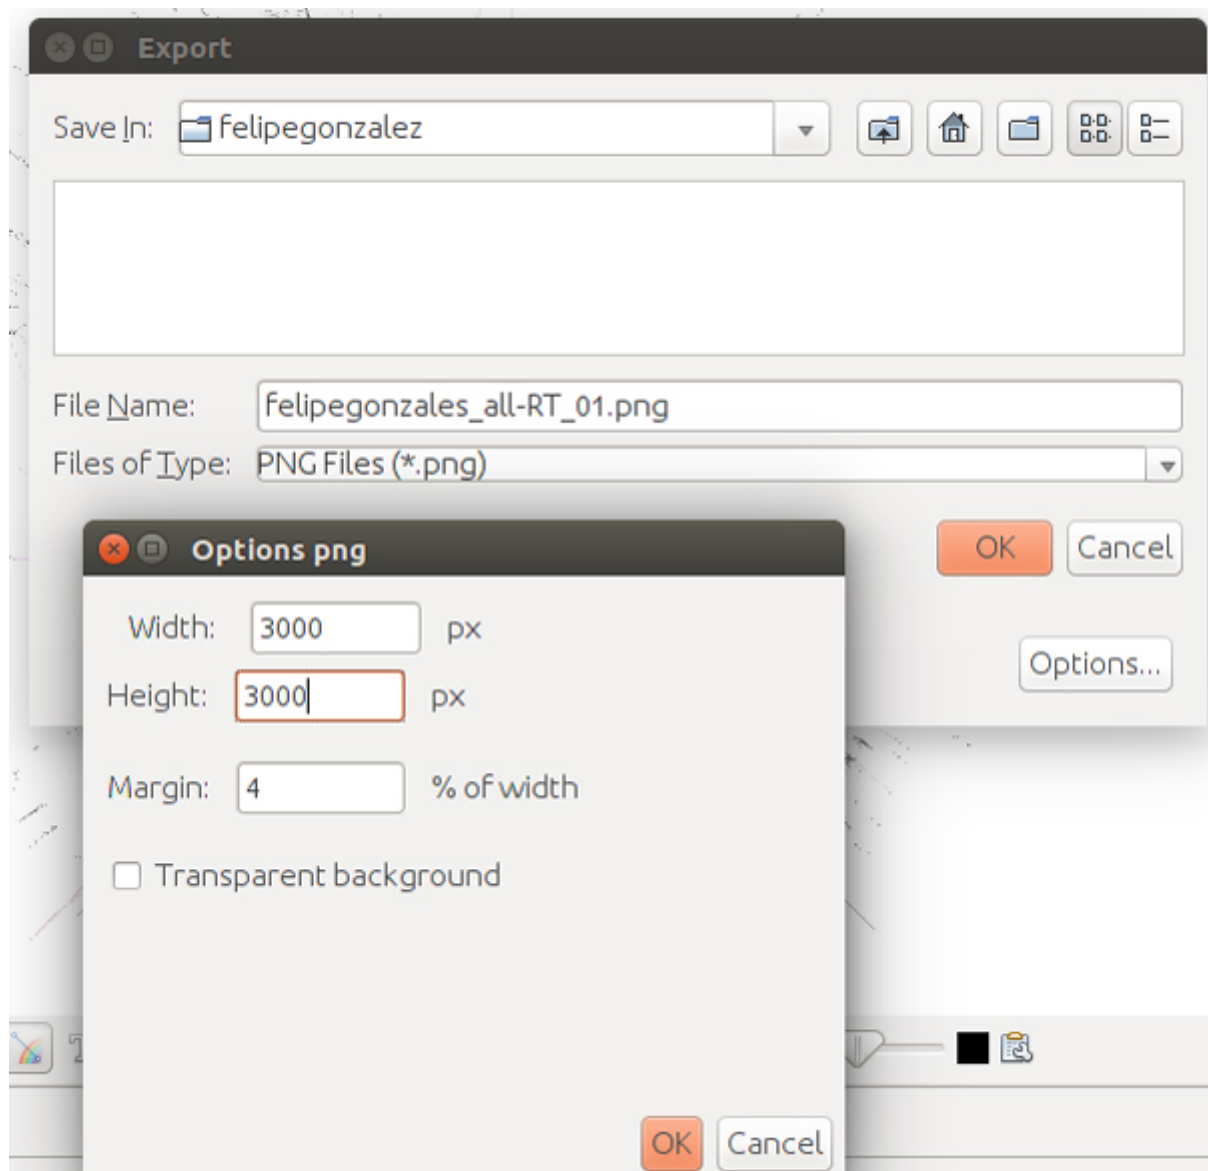 Export
Save In: felipegonzalez
File Name: felipegonzales_all-RT_01.png
Files of Type: PNG Files (*.png)
OK Cancel
Options...
Options png
Width: 3000 px
Height: 3000 px
Margin: 4 % of width
Transparent background
OK Cancel